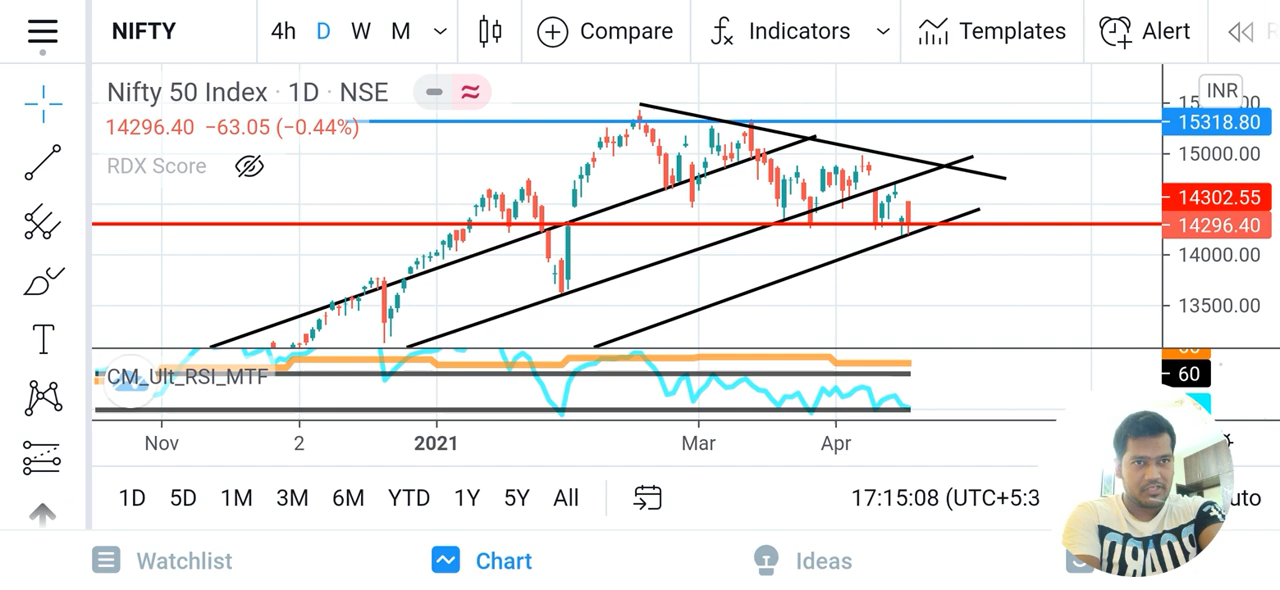 NIFTY 4h D W M Compare Indicators Templates Alert
Nifty 50 Index · 1D · NSE
14296.40 −63.05 (−0.44%)
RDX Score
INR
15318.80
15000.00
14302.55
14296.40
14000.00
13500.00
CM_Ult_RSI_MTF
60
Nov 2 2021 Mar Apr
1D 5D 1M 3M 6M YTD 1Y 5Y All 17:15:08 (UTC+5:3
Watchlist Chart Ideas